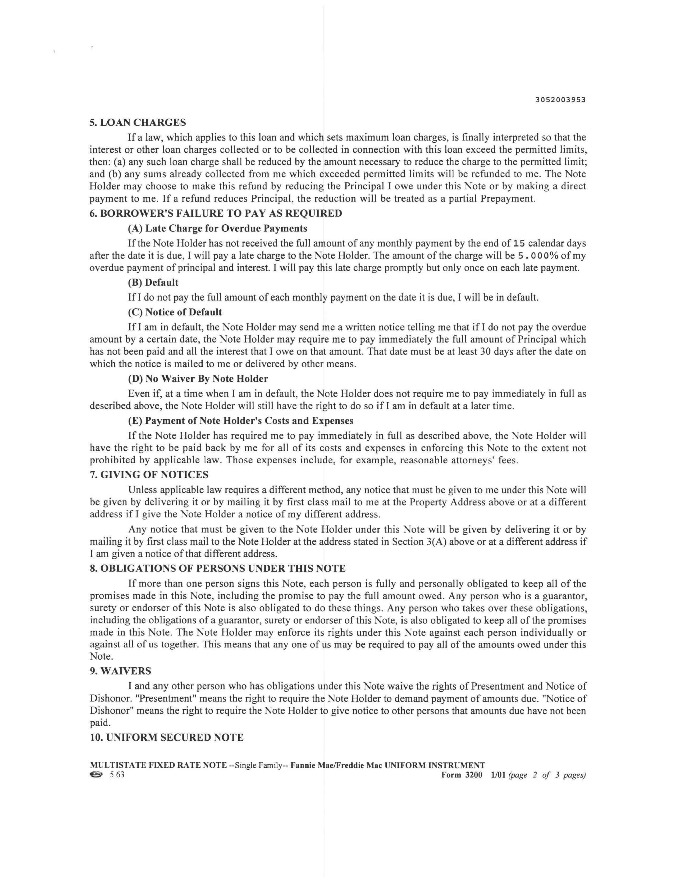 3052003953
5. LOAN CHARGES
If a law, which applies to this loan and which sets maximum loan charges, is finally interpreted so that the
interest or other loan charges collected or to be collected in connection with this loan exceed the permitted limits,
then: (a) any such loan charge shall be reduced by the amount necessary to reduce the charge to the permitted limit;
and (b) any sums already collected from me which exceeded permitted limits will be refunded to me. The Note
Holder may choose to make this refund by reducing the Principal I owe under this Note or by making a direct
payment to me. If a refund reduces Principal, the reduction will be treated as a partial Prepayment.
6. BORROWER'S FAILURE TO PAY AS REQUIRED
(A) Late Charge for Overdue Payments
If the Note Holder has not received the full amount of any monthly payment by the end of 15 calendar days
after the date it is due, I will pay a late charge to the Note Holder. The amount of the charge will be 5.000% of my
overdue payment of principal and interest. I will pay this late charge promptly but only once on each late payment.
(B) Default
If I do not pay the full amount of each monthly payment on the date it is due, I will be in default.
(C) Notice of Default
If I am in default, the Note Holder may send me a written notice telling me that if I do not pay the overdue
amount by a certain date, the Note Holder may require me to pay immediately the full amount of Principal which
has not been paid and all the interest that I owe on that amount. That date must be at least 30 days after the date on
which the notice is mailed to me or delivered by other means.
(D) No Waiver By Note Holder
Even if, at a time when I am in default, the Note Holder does not require me to pay immediately in full as
described above, the Note Holder will still have the right to do so if I am in default at a later time.
(E) Payment of Note Holder's Costs and Expenses
If the Note Holder has required me to pay immediately in full as described above, the Note Holder will
have the right to be paid back by me for all of its costs and expenses in enforcing this Note to the extent not
prohibited by applicable law. Those expenses include, for example, reasonable attorneys' fees.
7. GIVING OF NOTICES
Unless applicable law requires a different method, any notice that must be given to me under this Note will
be given by delivering it or by mailing it by first class mail to me at the Property Address above or at a different
address if I give the Note Holder a notice of my different address.
Any notice that must be given to the Note Holder under this Note will be given by delivering it or by
mailing it by first class mail to the Note Holder at the address stated in Section 3(A) above or at a different address if
I am given a notice of that different address.
8. OBLIGATIONS OF PERSONS UNDER THIS NOTE
If more than one person signs this Note, each person is fully and personally obligated to keep all of the
promises made in this Note, including the promise to pay the full amount owed. Any person who is a guarantor,
surety or endorser of this Note is also obligated to do these things. Any person who takes over these obligations,
including the obligations of a guarantor, surety or endorser of this Note, is also obligated to keep all of the promises
made in this Note. The Note Holder may enforce its rights under this Note against each person individually or
against all of us together. This means that any one of us may be required to pay all of the amounts owed under this
Note.
9. WAIVERS
I and any other person who has obligations under this Note waive the rights of Presentment and Notice of
Dishonor. "Presentment" means the right to require the Note Holder to demand payment of amounts due. "Notice of
Dishonor" means the right to require the Note Holder to give notice to other persons that amounts due have not been
paid.
10. UNIFORM SECURED NOTE
MULTISTATE FIXED RATE NOTE --Single Family-- Fannie Mae/Freddie Mac UNIFORM INSTRUMENT
5.63 Form 3200 1/01 (page 2 of 3 pages)